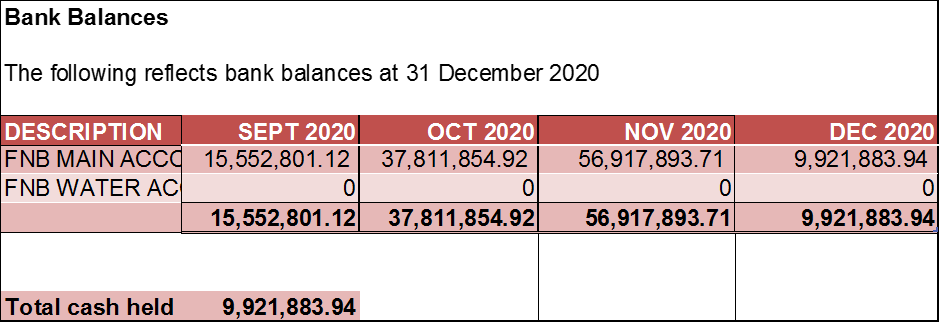 Bank Balances
The following reflects bank balances at 31 December 2020
DESCRIPTION SEPT 2020 OCT 2020 NOV 2020 DEC 2020
FNB MAIN ACCO 15,552,801.12 37,811,854.92 56,917,893.71 9,921,883.94
FNB WATER AC 0 0 0 0
15,552,801.12 37,811,854.92 56,917,893.71 9,921,883.94
Total cash held 9,921,883.94